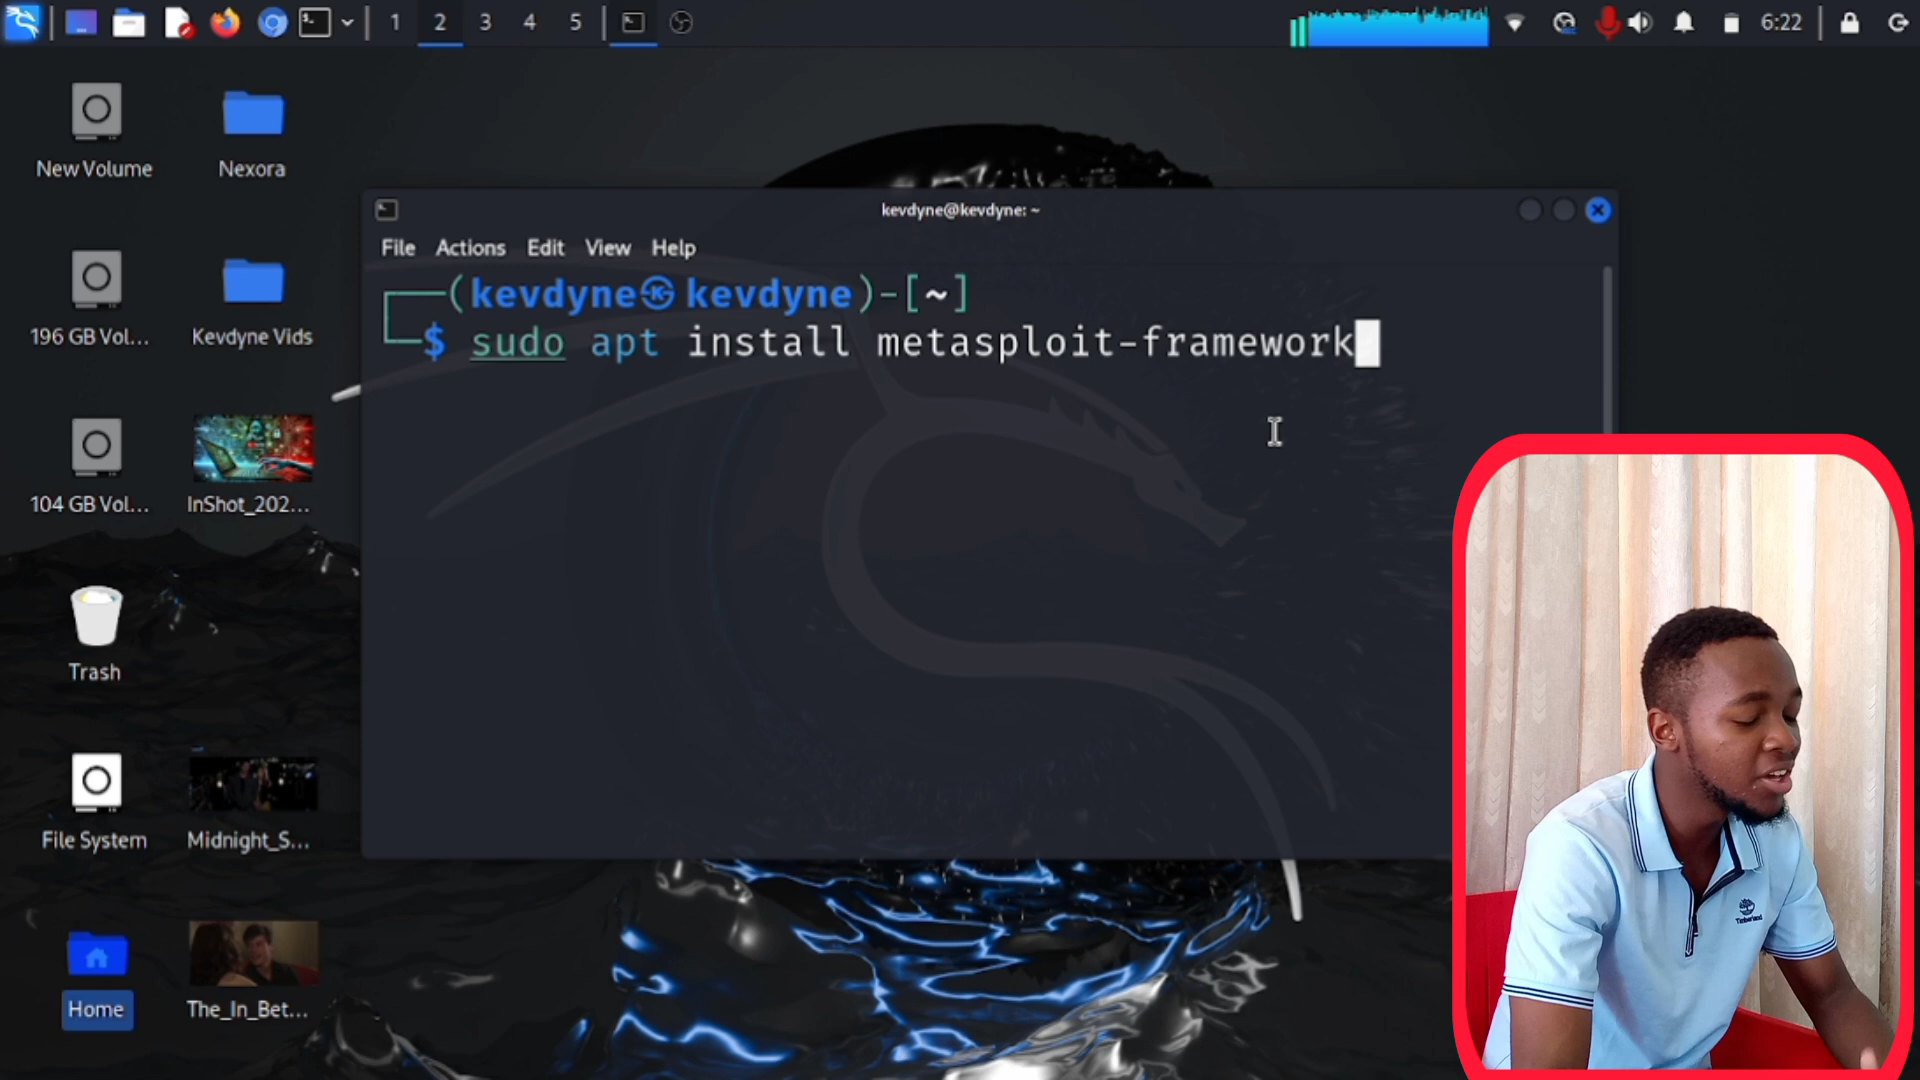 1 2 3 4 5
6:22
New Volume
Nexora
196 GB Vol...
Kevdyne Vids
104 GB Vol...
InShot_202...
Trash
File System
Midnight_S...
Home
The_In_Bet...
kevdyne@kevdyne: ~
File Actions Edit View Help
(kevdyne㉿kevdyne)-[~]
$ sudo apt install metasploit-framework
Timberland